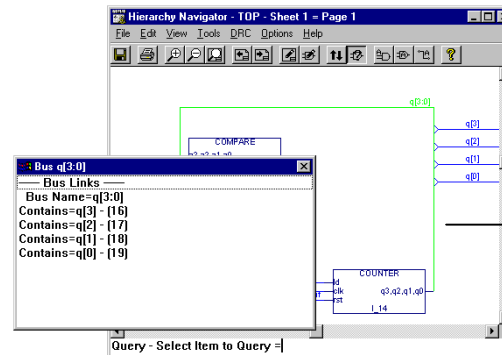 Hierarchy Navigator - TOP - Sheet 1 = Page 1
File Edit View Tools DRC Options Help
q[3:0]
q[3]
COMPARE
q[2]
q3,q2,q1,q0
q[1]
Bus q[3:0]
q[0]
Bus Links
Bus Name=q[3:0]
Contains=q[3] - (16)
Contains=q[2] - (17)
Contains=q[1] - (18)
Contains=q[0] - (19)
COUNTER
ld
clk
q3,q2,q1,q0
rst
I_14
Query - Select Item to Query =